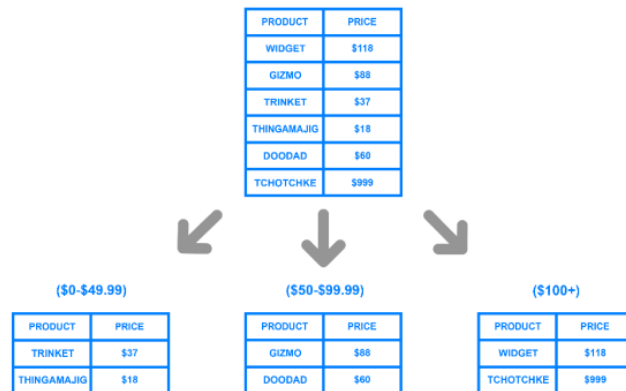 PRODUCT PRICE
WIDGET $118
GIZMO $88
TRINKET $37
THINGAMAJIG $18
DOODAD $60
TCHOTCHKE $999
($0-$49.99)
PRODUCT PRICE
TRINKET $37
THINGAMAJIG $18
($50-$99.99)
PRODUCT PRICE
GIZMO $88
DOODAD $60
($100+)
PRODUCT PRICE
WIDGET $118
TCHOTCHKE $999